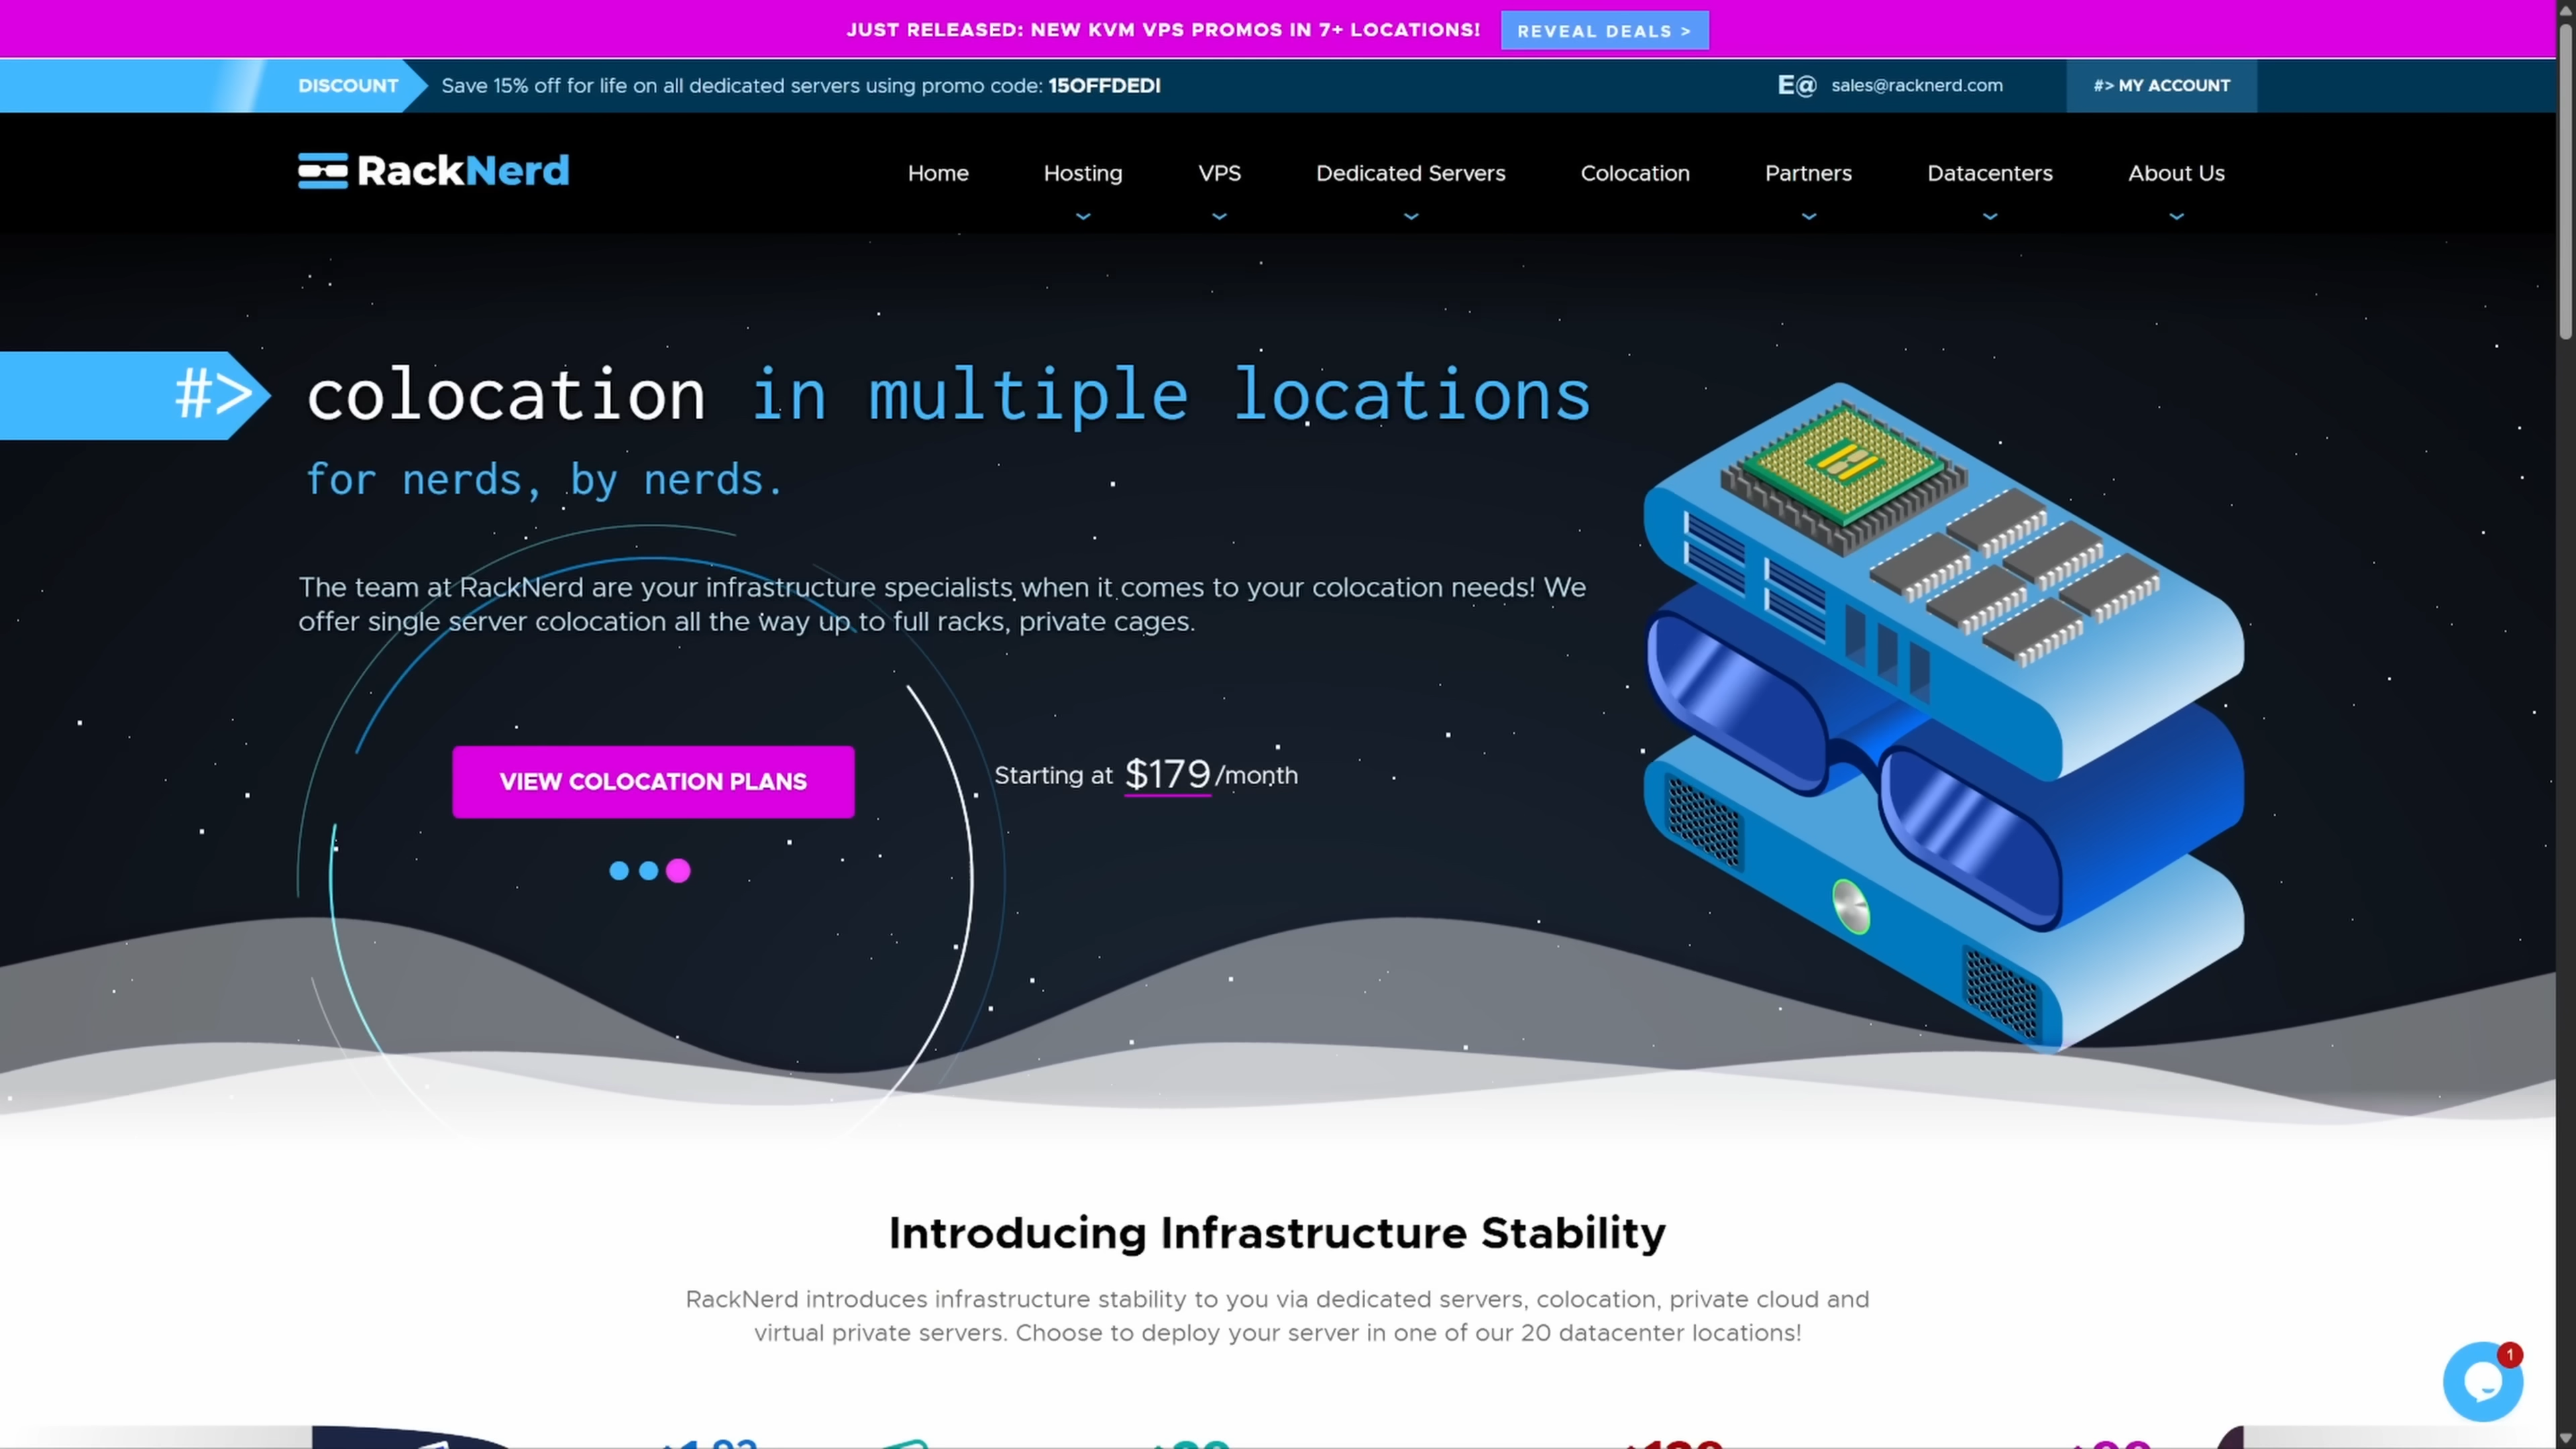 JUST RELEASED: NEW KVM VPS PROMOS IN 7+ LOCATIONS! REVEAL DEALS >
DISCOUNT Save 15% off for life on all dedicated servers using promo code: 15OFFDEDI E@ sales@racknerd.com #> MY ACCOUNT
RackNerd Home Hosting VPS Dedicated Servers Colocation Partners Datacenters About Us
#> colocation in multiple locations
for nerds, by nerds.
The team at RackNerd are your infrastructure specialists when it comes to your colocation needs! We
offer single server colocation all the way up to full racks, private cages.
VIEW COLOCATION PLANS Starting at $179/month
Introducing Infrastructure Stability
RackNerd introduces infrastructure stability to you via dedicated servers, colocation, private cloud and
virtual private servers. Choose to deploy your server in one of our 20 datacenter locations!
1